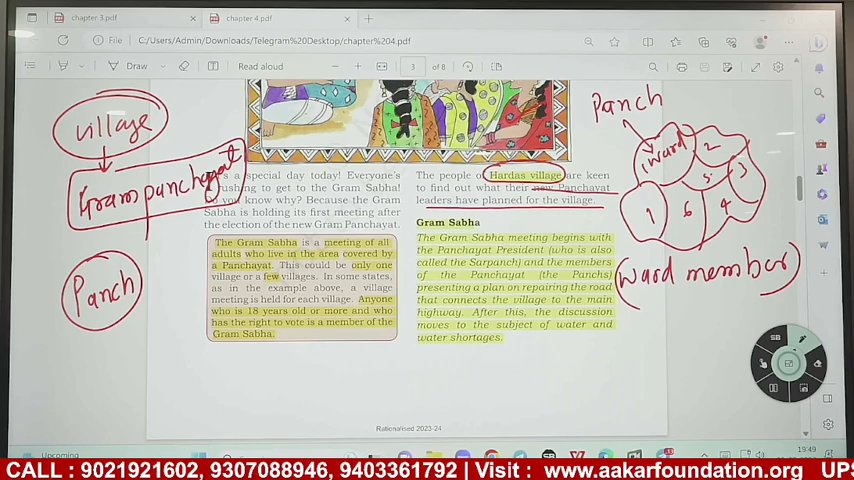 chapter 3.pdf
chapter 4.pdf
File
C:/Users/Admin/Downloads/Telegram%20Desktop/chapter%204.pdf
Draw
Read aloud
3 of 8
village
Grampanchayat
Panch
s a special day today! Everyone's
rushing to get to the Gram Sabha!
you know why? Because the Gram
Sabha is holding its first meeting after
the election of the new Gram Panchayat.
The Gram Sabha is a meeting of all
adults who live in the area covered by
a Panchayat. This could be only one
village or a few villages. In some states,
as in the example above, a village
meeting is held for each village. Anyone
who is 18 years old or more and who
has the right to vote is a member of the
Gram Sabha.
The people of Hardas village are keen
to find out what their new Panchayat
leaders have planned for the village.
Gram Sabha
The Gram Sabha meeting begins with
the Panchayat President (who is also
called the Sarpanch) and the members
of the Panchayat (the Panchs)
presenting a plan on repairing the road
that connects the village to the main
highway. After this, the discussion
moves to the subject of water and
water shortages.
Panch
1 ward
2
5
3
1
6
4
(ward member)
SB
Rationalised 2023-24
Upcoming
19:49
CALL : 9021921602, 9307088946, 9403361792 | Visit : www.aakarfoundation.org UPS